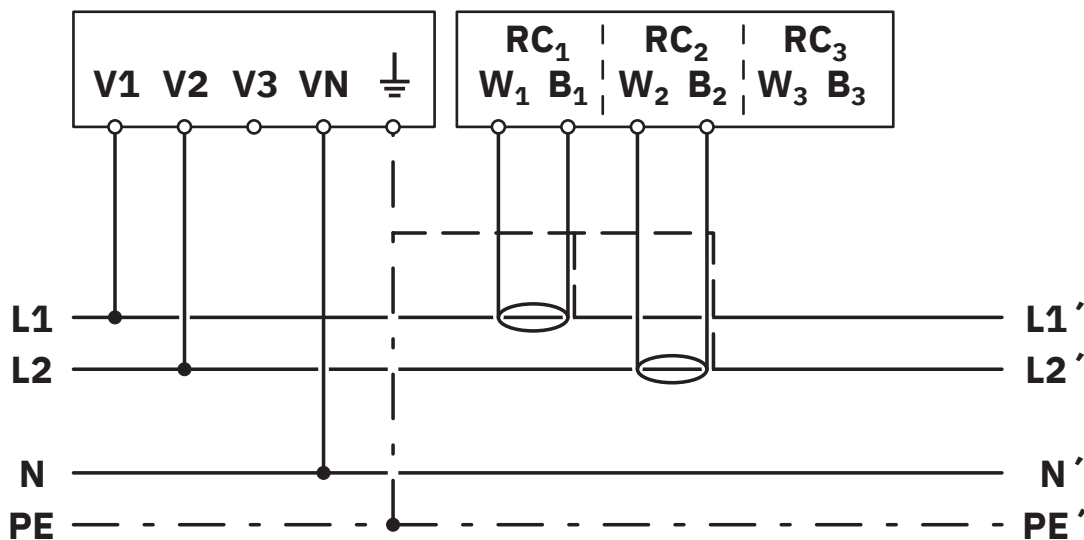 RC₁ RC₂ RC₃
V1 V2 V3 VN W₁ B₁ W₂ B₂ W₃ B₃
L1 L1′
L2 L2′
N N′
PE PE′